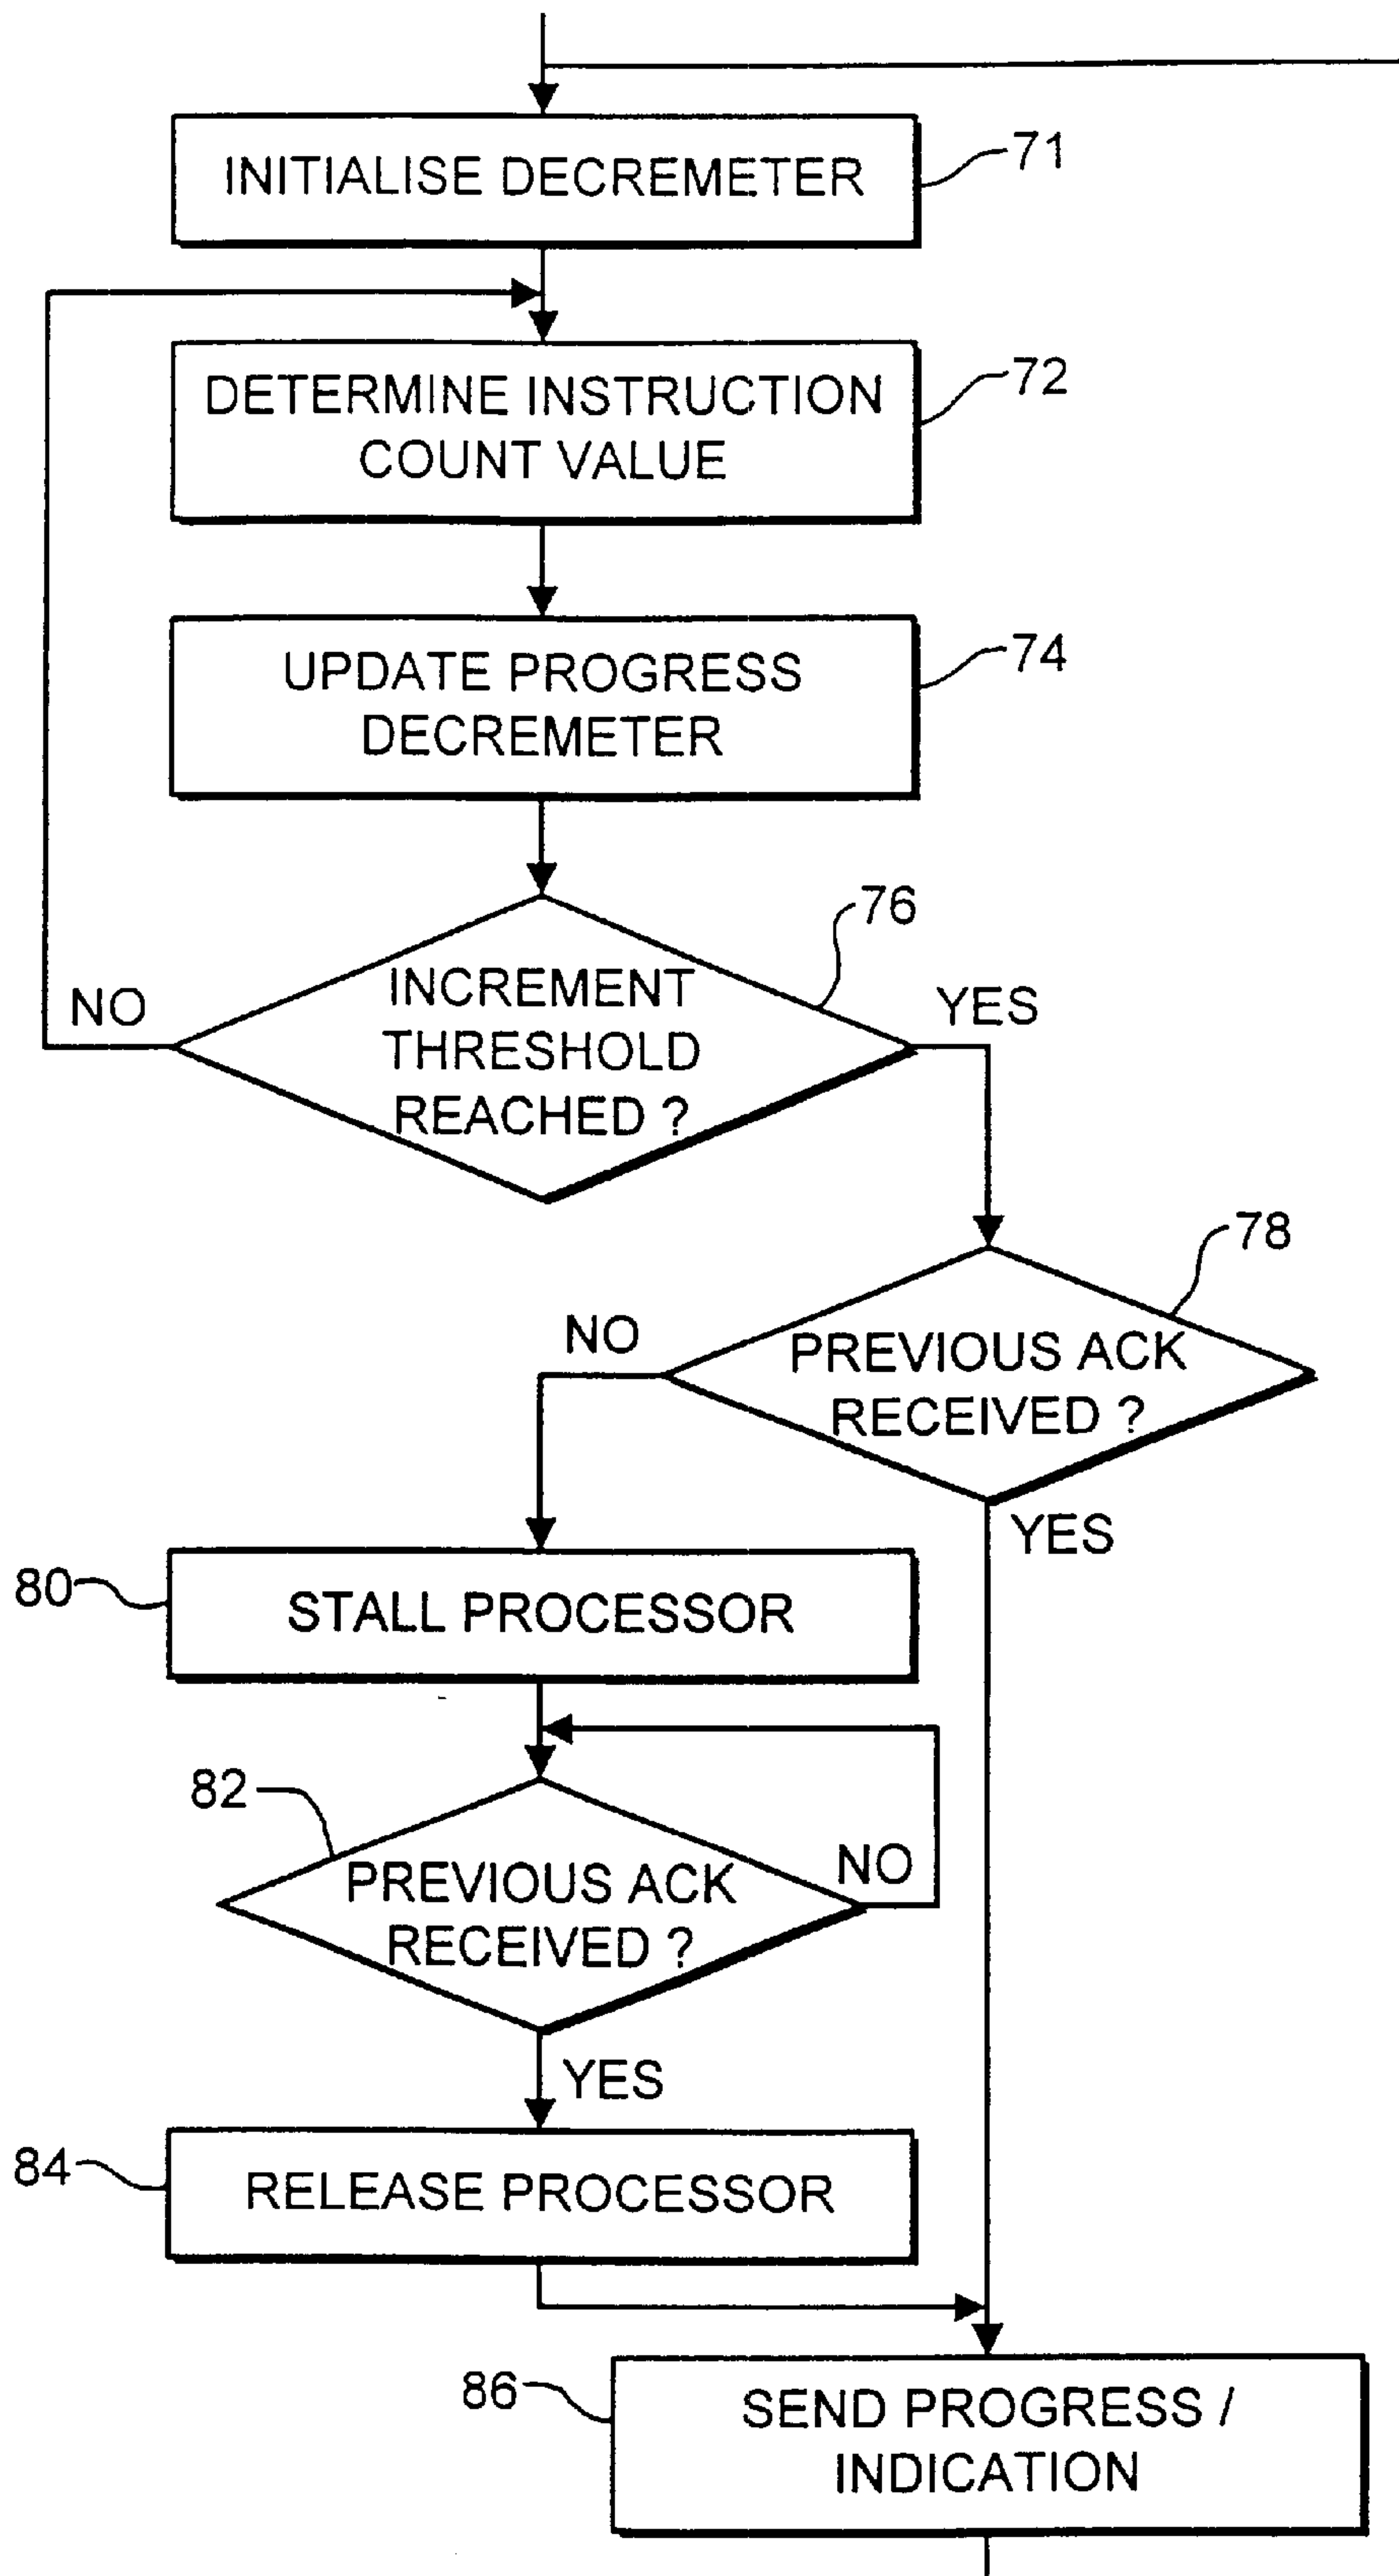 INITIALISE DECREMETER
71
DETERMINE INSTRUCTION
COUNT VALUE
72
UPDATE PROGRESS
DECREMETER
74
76
INCREMENT
THRESHOLD
REACHED ?
NO
YES
78
PREVIOUS ACK
RECEIVED ?
NO
YES
80
STALL PROCESSOR
82
PREVIOUS ACK
RECEIVED ?
NO
YES
84
RELEASE PROCESSOR
86
SEND PROGRESS /
INDICATION